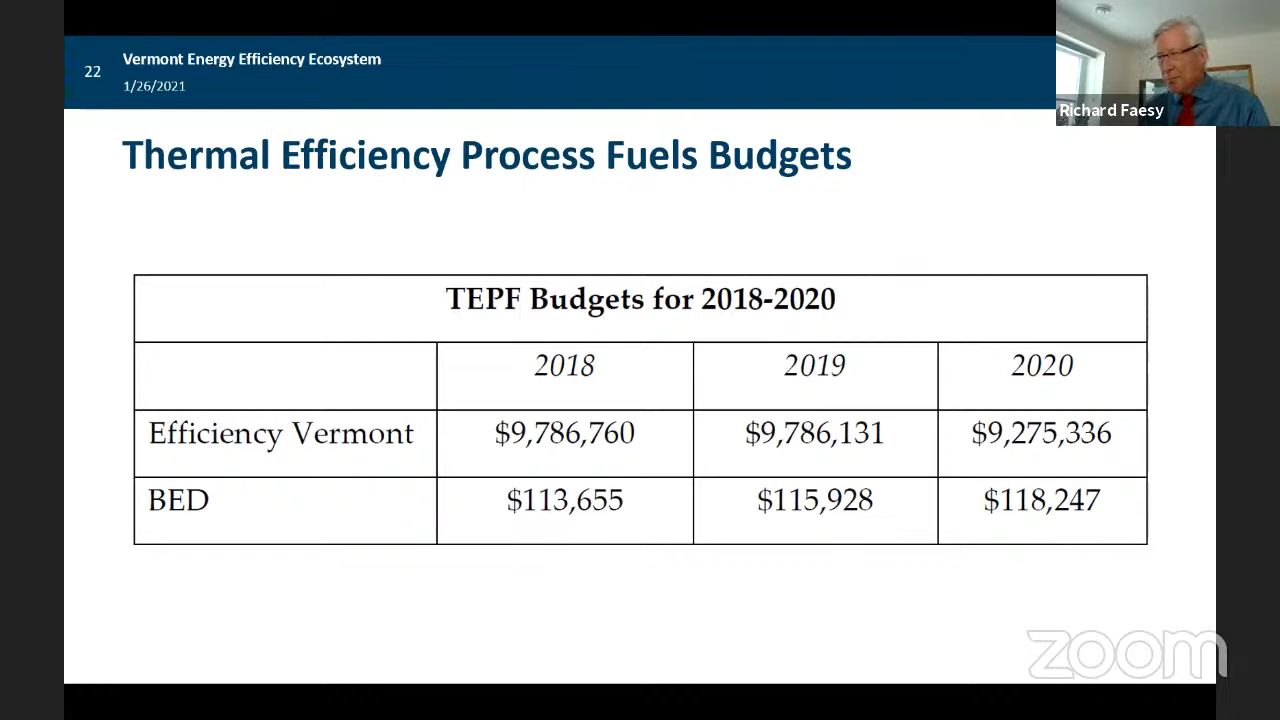 22
Vermont Energy Efficiency Ecosystem
1/26/2021
Richard Faesy
Thermal Efficiency Process Fuels Budgets
TEPF Budgets for 2018-2020
2018 2019 2020
Efficiency Vermont $9,786,760 $9,786,131 $9,275,336
BED $113,655 $115,928 $118,247
zoom